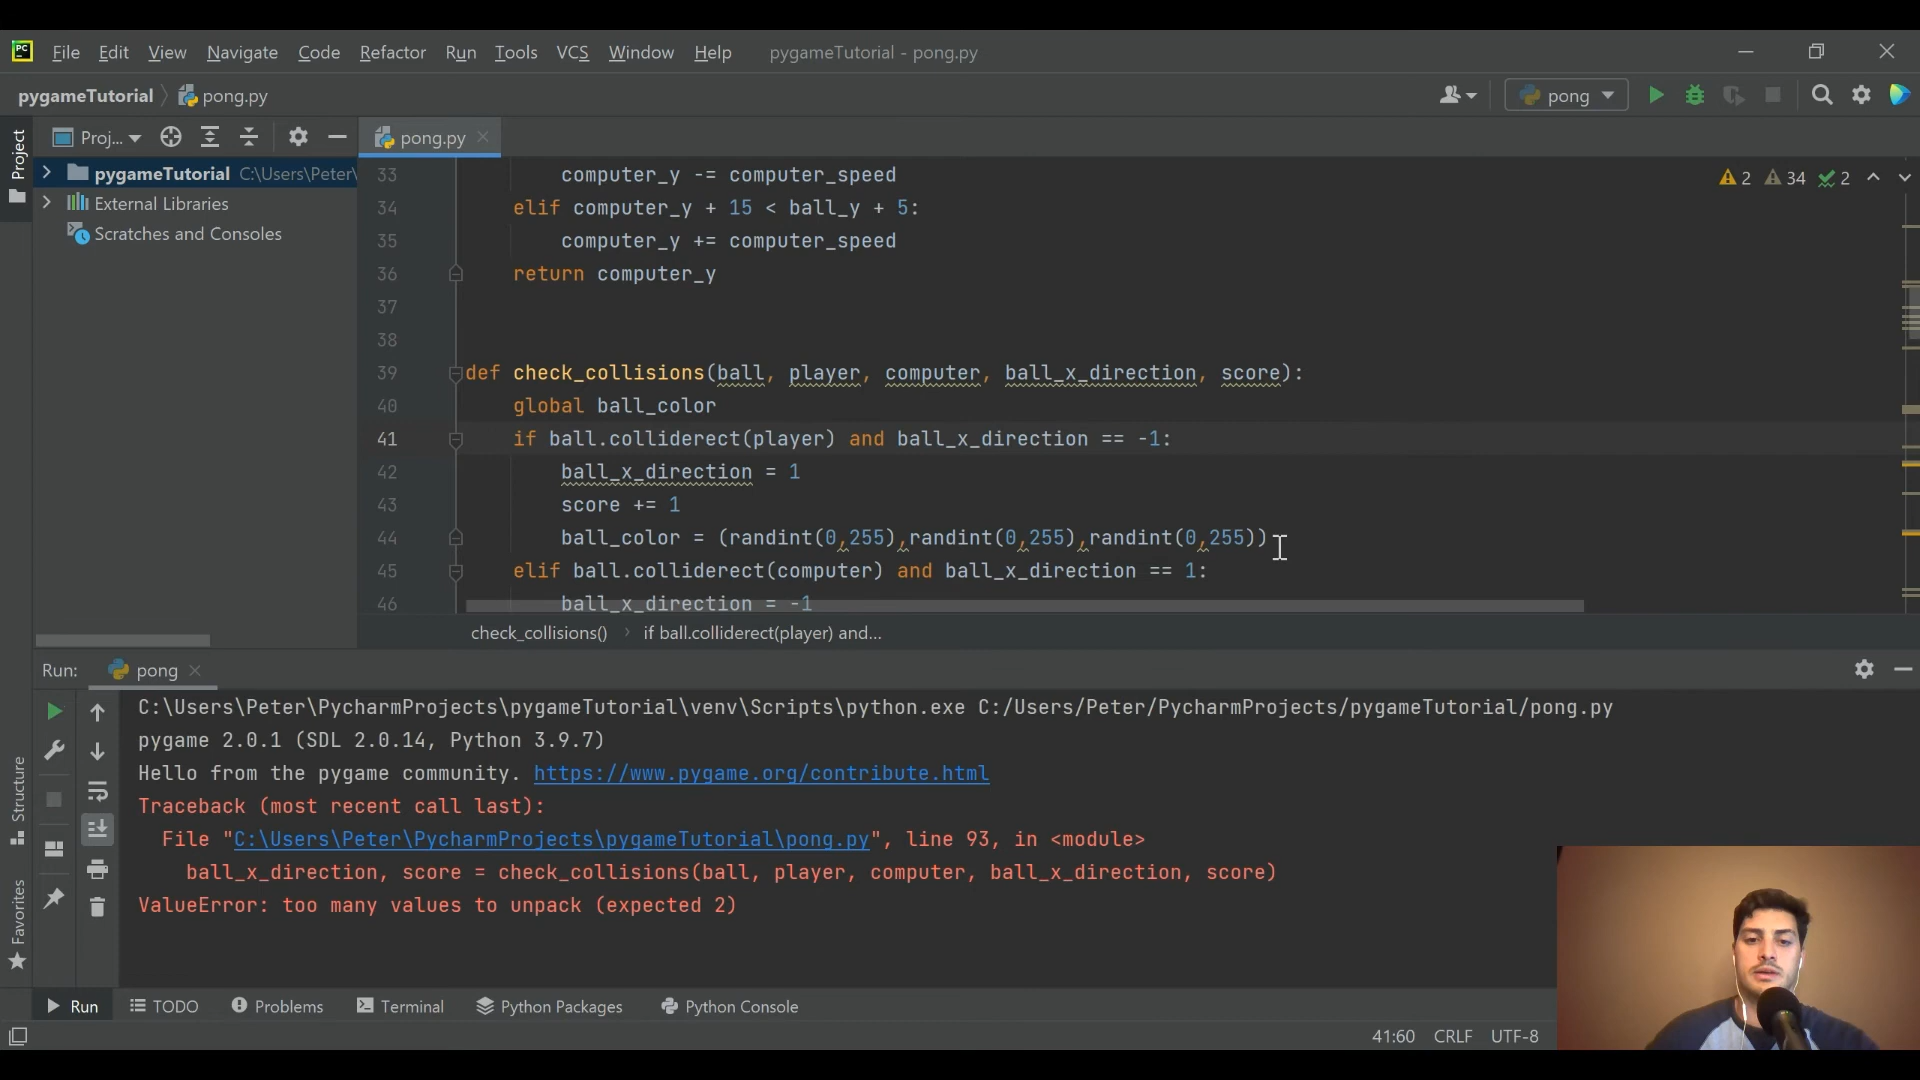 PC File Edit View Navigate Code Refactor Run Tools VCS Window Help pygameTutorial - pong.py
pygameTutorial pong.py pong
Proj... pong.py
Project
pygameTutorial C:\Users\Peter\
External Libraries
Scratches and Consoles
2 34 2
33 computer_y -= computer_speed
34 elif computer_y + 15 < ball_y + 5:
35 computer_y += computer_speed
36 return computer_y
37
38
39 def check_collisions(ball, player, computer, ball_x_direction, score):
40 global ball_color
41 if ball.colliderect(player) and ball_x_direction == -1:
42 ball_x_direction = 1
43 score += 1
44 ball_color = (randint(0,255),randint(0,255),randint(0,255))
45 elif ball.colliderect(computer) and ball_x_direction == 1:
46 ball_x_direction = -1
check_collisions() if ball.colliderect(player) and...
Run: pong
C:\Users\Peter\PycharmProjects\pygameTutorial\venv\Scripts\python.exe C:/Users/Peter/PycharmProjects/pygameTutorial/pong.py
pygame 2.0.1 (SDL 2.0.14, Python 3.9.7)
Hello from the pygame community. https://www.pygame.org/contribute.html
Traceback (most recent call last):
File "C:\Users\Peter\PycharmProjects\pygameTutorial\pong.py", line 93, in <module>
ball_x_direction, score = check_collisions(ball, player, computer, ball_x_direction, score)
ValueError: too many values to unpack (expected 2)
Structure
Favorites
Run TODO Problems Terminal Python Packages Python Console
41:60 CRLF UTF-8